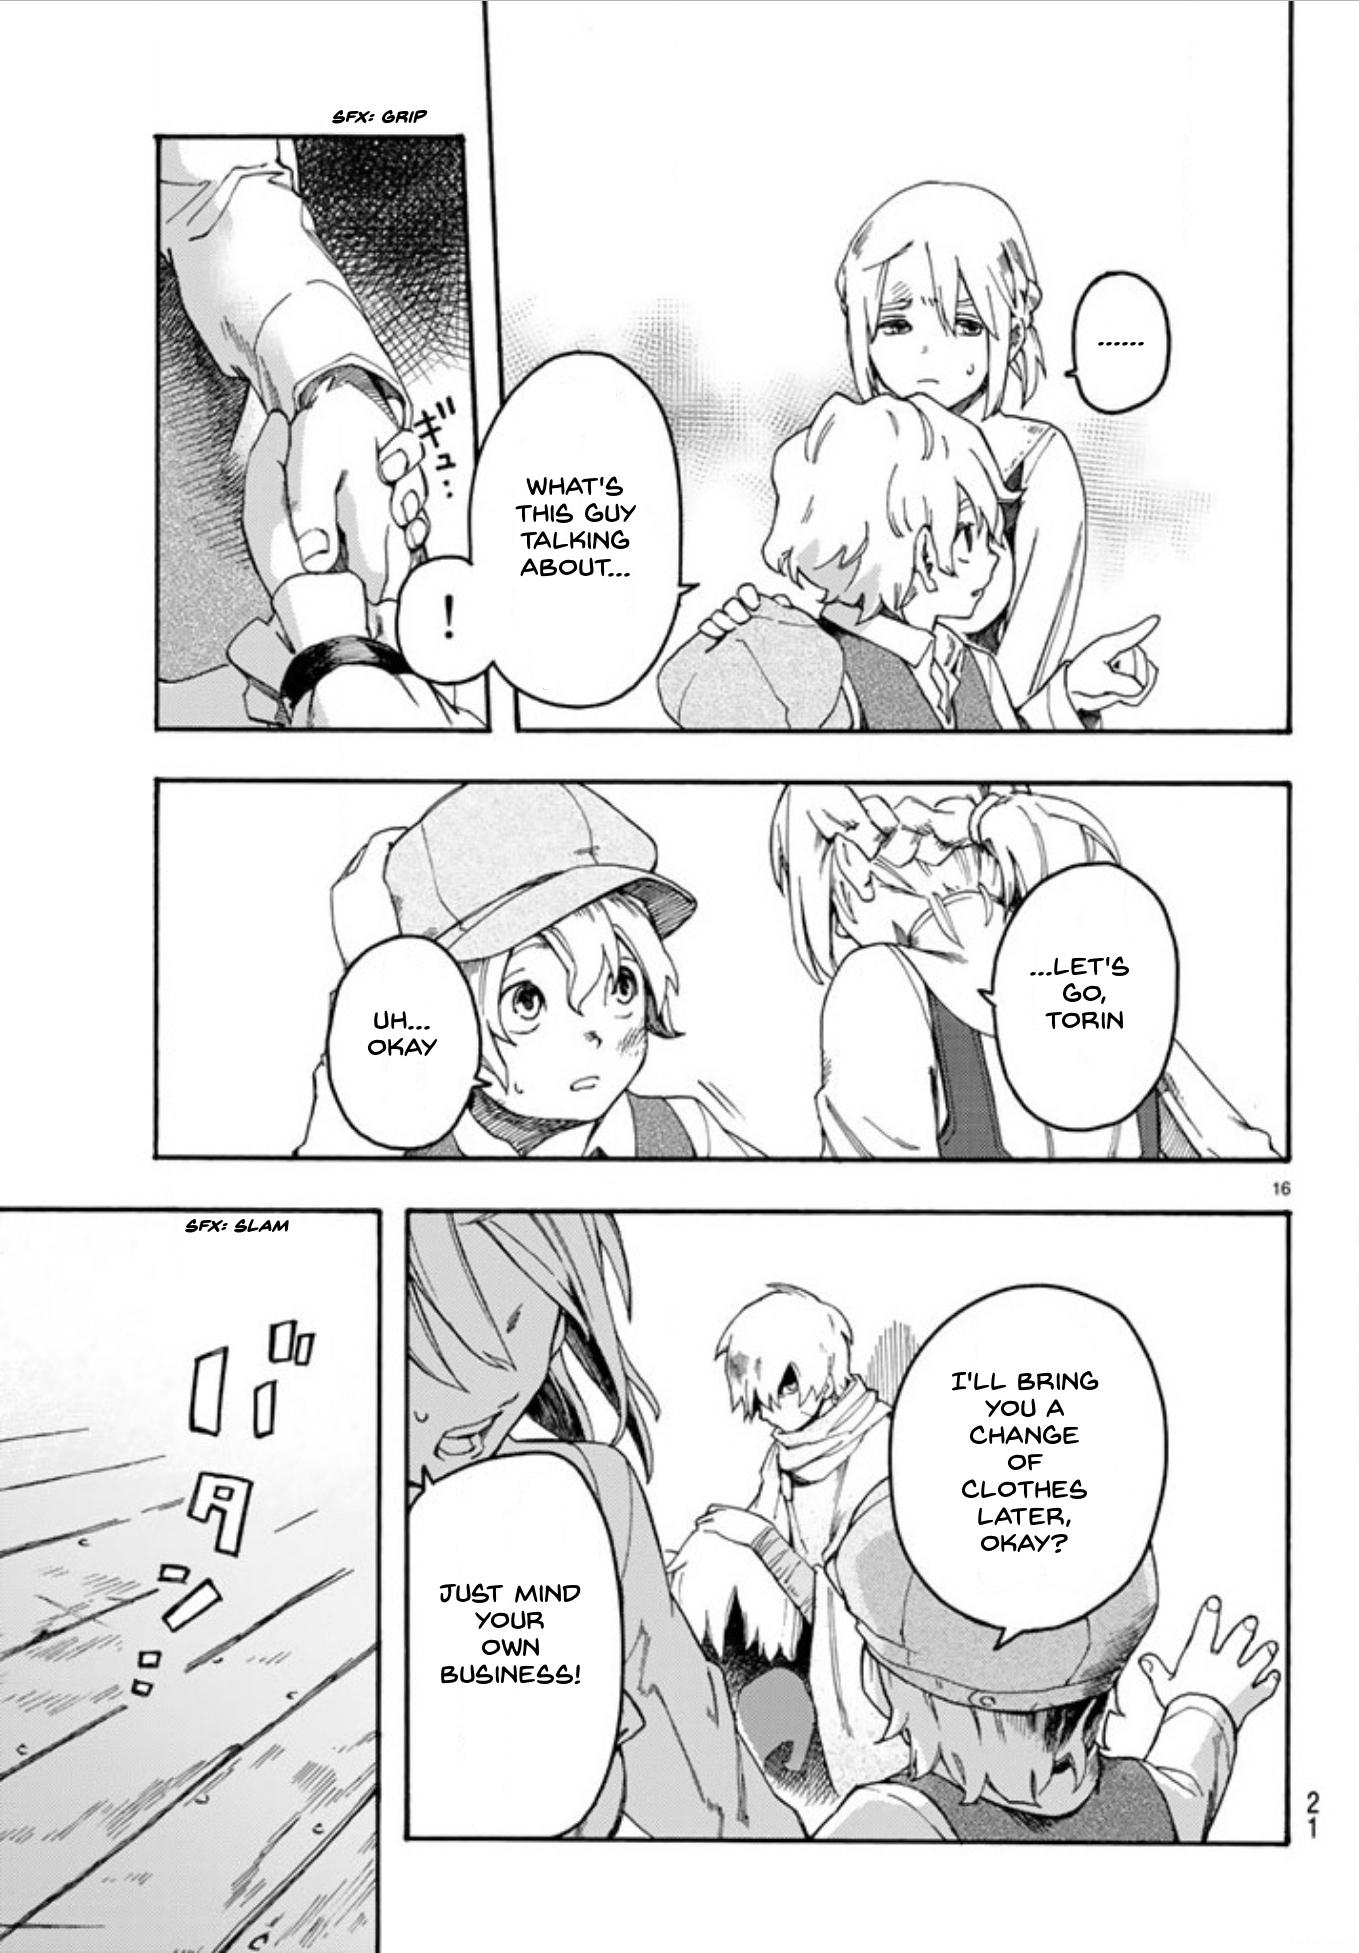 ......
WHAT'S
THIS GUY
TALKING
ABOUT...
SFX: GRIP
ギュ..
!
...LET'S
GO,
TORIN
UH...
OKAY
16
I'LL BRING
YOU A
CHANGE
OF
CLOTHES
LATER,
OKAY?
JUST MIND
YOUR
OWN
BUSINESS!
SFX: SLAM
バタン..
21